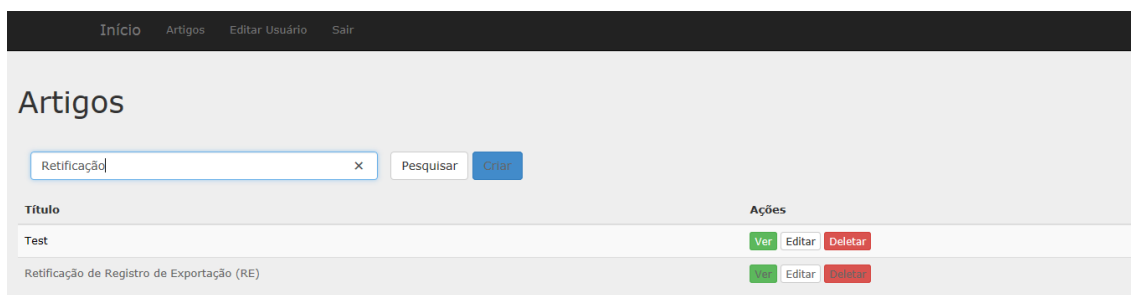 Início Artigos Editar Usuário Sair
Artigos
Retificação × Pesquisar Criar
Título Ações
Test Ver Editar Deletar
Retificação de Registro de Exportação (RE) Ver Editar Deletar